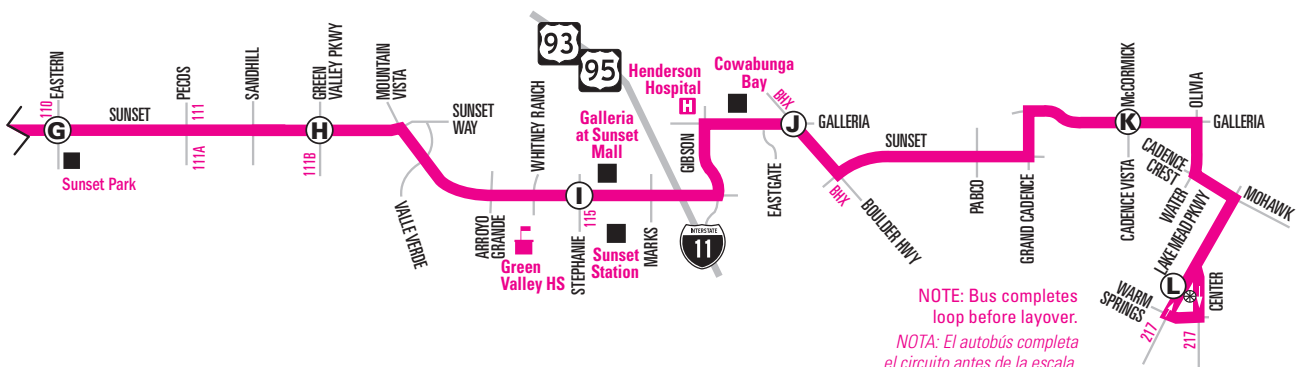 110
EASTERN
G
Sunset Park
SUNSET
PECOS
111
111A
SANDHILL
GREEN
VALLEY PKWY
H
111B
MOUNTAIN
VISTA
SUNSET
WAY
VALLE VERDE
ARROYO
GRANDE
WHITNEY RANCH
Green
Valley HS
93
95
Galleria
at Sunset
Mall
I
STEPHANIE
115
Sunset
Station
MARKS
INTERSTATE
11
Henderson
Hospital
H
GIBSON
Cowabunga
Bay
EASTGATE
BHX
J
GALLERIA
BHX
BOULDER HWY
SUNSET
PABCO
GRAND CADENCE
McCORMICK
K
CADENCE VISTA
OLIVIA
GALLERIA
CADENCE
CREST
WATER
MOHAWK
LAKE MEAD PKWY
L
CENTER
WARM
SPRINGS
217
217
NOTE: Bus completes
loop before layover.
NOTA: El autobús completa
el circuito antes de la escala.